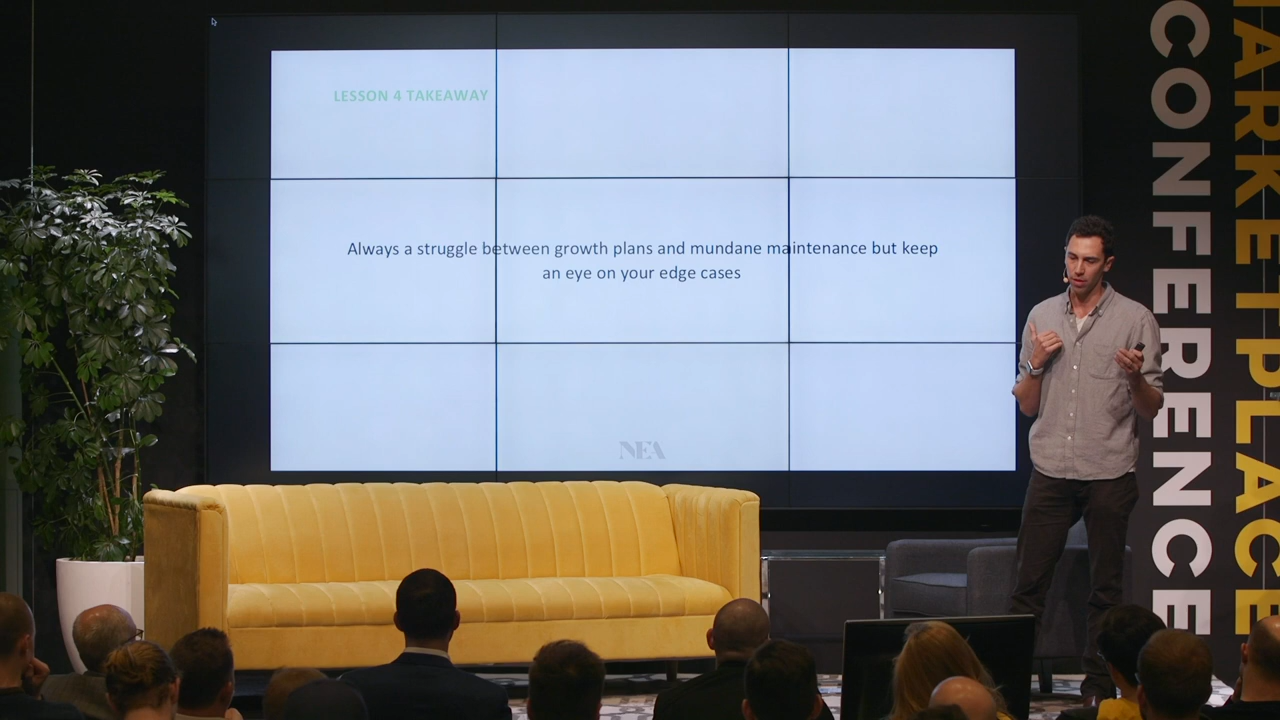 LESSON 4 TAKEAWAY
Always a struggle between growth plans and mundane maintenance but keep
an eye on your edge cases
NEA
CONFERENCE
MARKETPLACE